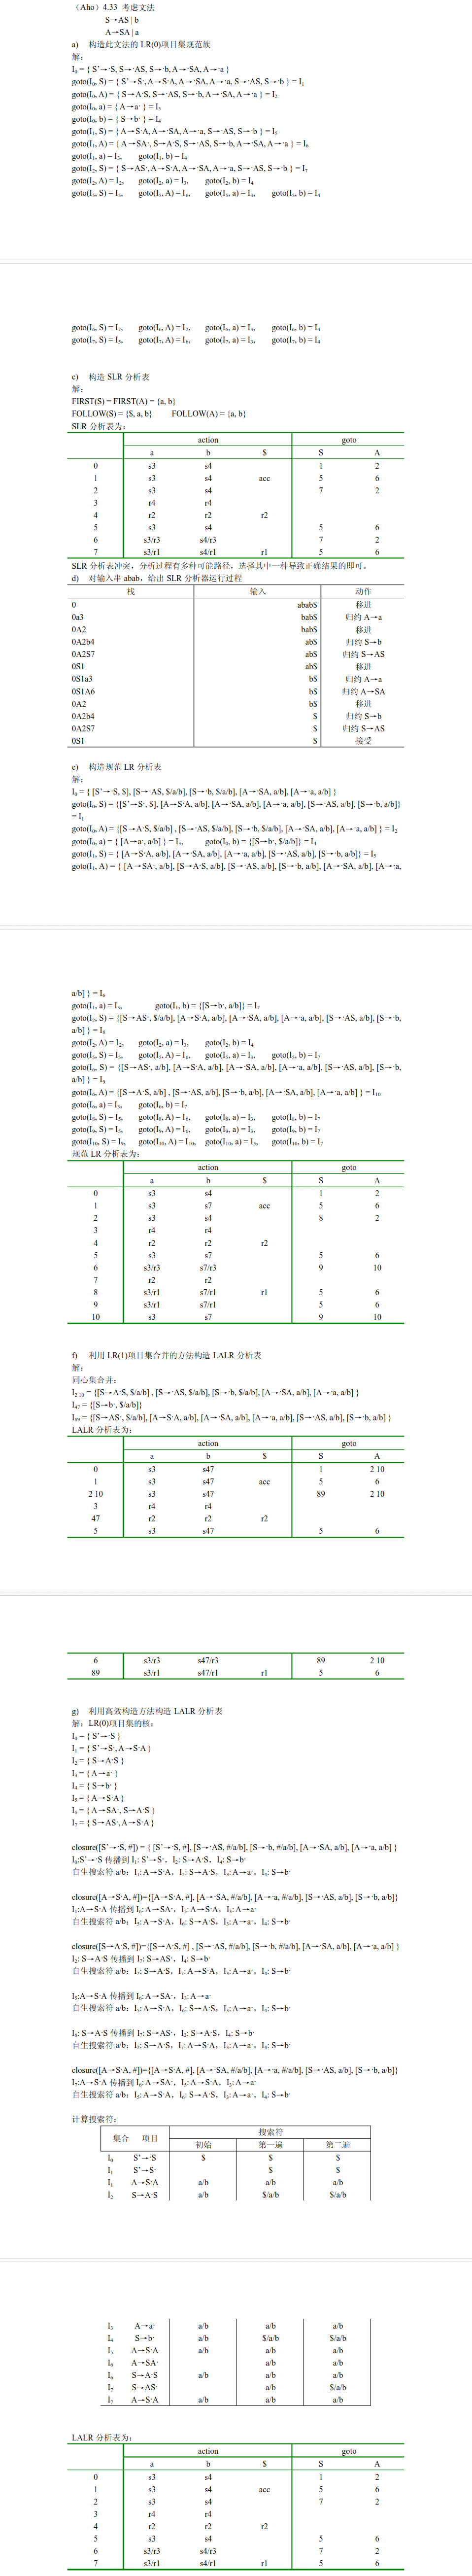 （Aho）4.33 考虑文法
S→AS | b
A→SA | a
a) 构造此文法的 LR(0)项目集规范族
解：
I₀ = { S’→·S, S→·AS, S→·b, A→·SA, A→·a }
goto(I₀, S) = { S’→S·, A→S·A, A→·SA, A→·a, S→·AS, S→·b } = I₁
goto(I₀, A) = { S→A·S, S→·AS, S→·b, A→·SA, A→·a } = I₂
goto(I₀, a) = { A→a· } = I₃
goto(I₀, b) = { S→b· } = I₄
goto(I₁, S) = { A→S·A, A→·SA, A→·a, S→·AS, S→·b } = I₅
goto(I₁, A) = { A→SA·, S→A·S, S→·AS, S→·b, A→·SA, A→·a } = I₆
goto(I₁, a) = I₃, goto(I₁, b) = I₄
goto(I₂, S) = { S→AS·, A→S·A, A→·SA, A→·a, S→·AS, S→·b } = I₇
goto(I₂, A) = I₂, goto(I₂, a) = I₃, goto(I₂, b) = I₄
goto(I₅, S) = I₅, goto(I₅, A) = I₆, goto(I₅, a) = I₃, goto(I₅, b) = I₄
goto(I₆, S) = I₇, goto(I₆, A) = I₂, goto(I₆, a) = I₃, goto(I₆, b) = I₄
goto(I₇, S) = I₅, goto(I₇, A) = I₆, goto(I₇, a) = I₃, goto(I₇, b) = I₄
c) 构造 SLR 分析表
解：
FIRST(S) = FIRST(A) = {a, b}
FOLLOW(S) = {$, a, b} FOLLOW(A) = {a, b}
SLR 分析表为：
action goto
a b $ S A
0 s3 s4 1 2
1 s3 s4 acc 5 6
2 s3 s4 7 2
3 r4 r4
4 r2 r2 r2
5 s3 s4 5 6
6 s3/r3 s4/r3 7 2
7 s3/r1 s4/r1 r1 5 6
SLR 分析表冲突，分析过程有多种可能路径，选择其中一种导致正确结果的即可。
d) 对输入串 abab，给出 SLR 分析器运行过程
栈 输入 动作
0 abab$ 移进
0a3 bab$ 归约 A→a
0A2 bab$ 移进
0A2b4 ab$ 归约 S→b
0A2S7 ab$ 归约 S→AS
0S1 ab$ 移进
0S1a3 b$ 归约 A→a
0S1A6 b$ 归约 A→SA
0A2 b$ 移进
0A2b4 $ 归约 S→b
0A2S7 $ 归约 S→AS
0S1 $ 接受
e) 构造规范 LR 分析表
解：
I₀ = { [S’→·S, $], [S→·AS, $/a/b], [S→·b, $/a/b], [A→·SA, a/b], [A→·a, a/b] }
goto(I₀, S) = {[S’→S·, $], [A→S·A, a/b], [A→·SA, a/b], [A→·a, a/b], [S→·AS, a/b], [S→·b, a/b]}
= I₁
goto(I₀, A) = {[S→A·S, $/a/b] , [S→·AS, $/a/b], [S→·b, $/a/b], [A→·SA, a/b], [A→·a, a/b] } = I₂
goto(I₀, a) = { [A→a·, a/b] } = I₃, goto(I₀, b) = {[S→b·, $/a/b]} = I₄
goto(I₁, S) = { [A→S·A, a/b], [A→·SA, a/b], [A→·a, a/b], [S→·AS, a/b], [S→·b, a/b]} = I₅
goto(I₁, A) = { [A→SA·, a/b], [S→A·S, a/b], [S→·AS, a/b], [S→·b, a/b], [A→·SA, a/b], [A→·a,
a/b] } = I₆
goto(I₁, a) = I₃, goto(I₁, b) = {[S→b·, a/b]} = I₇
goto(I₂, S) = {[S→AS·, $/a/b], [A→S·A, a/b], [A→·SA, a/b], [A→·a, a/b], [S→·AS, a/b], [S→·b,
a/b] } = I₈
goto(I₂, A) = I₂, goto(I₂, a) = I₃, goto(I₂, b) = I₄
goto(I₅, S) = I₅, goto(I₅, A) = I₆, goto(I₅, a) = I₃, goto(I₅, b) = I₇
goto(I₆, S) = {[S→AS·, a/b], [A→S·A, a/b], [A→·SA, a/b], [A→·a, a/b], [S→·AS, a/b], [S→·b,
a/b] } = I₉
goto(I₆, A) = {[S→A·S, a/b] , [S→·AS, a/b], [S→·b, a/b], [A→·SA, a/b], [A→·a, a/b] } = I₁₀
goto(I₆, a) = I₃, goto(I₆, b) = I₇
goto(I₈, S) = I₅, goto(I₈, A) = I₆, goto(I₈, a) = I₃, goto(I₈, b) = I₇
goto(I₉, S) = I₅, goto(I₉, A) = I₆, goto(I₉, a) = I₃, goto(I₉, b) = I₇
goto(I₁₀, S) = I₉, goto(I₁₀, A) = I₁₀, goto(I₁₀, a) = I₃, goto(I₁₀, b) = I₇
规范 LR 分析表为：
action goto
a b $ S A
0 s3 s4 1 2
1 s3 s7 acc 5 6
2 s3 s4 8 2
3 r4 r4
4 r2 r2 r2
5 s3 s7 5 6
6 s3/r3 s7/r3 9 10
7 r2 r2
8 s3/r1 s7/r1 r1 5 6
9 s3/r1 s7/r1 5 6
10 s3 s7 9 10
f) 利用 LR(1)项目集合并的方法构造 LALR 分析表
解：
同心集合并：
I₂ ₁₀ = {[S→A·S, $/a/b] , [S→·AS, $/a/b], [S→·b, $/a/b], [A→·SA, a/b], [A→·a, a/b] }
I₄₇ = {[S→b·, $/a/b]}
I₈₉ = {[S→AS·, $/a/b], [A→S·A, a/b], [A→·SA, a/b], [A→·a, a/b], [S→·AS, a/b], [S→·b, a/b] }
LALR 分析表为：
action goto
a b $ S A
0 s3 s47 1 2 10
1 s3 s47 acc 5 6
2 10 s3 s47 89 2 10
3 r4 r4
47 r2 r2 r2
5 s3 s47 5 6
6 s3/r3 s47/r3 89 2 10
89 s3/r1 s47/r1 r1 5 6
g) 利用高效构造方法构造 LALR 分析表
解：LR(0)项目集的核：
I₀ = { S’→·S }
I₁ = { S’→S·, A→S·A }
I₂ = { S→A·S }
I₃ = { A→a· }
I₄ = { S→b· }
I₅ = { A→S·A }
I₆ = { A→SA·, S→A·S }
I₇ = { S→AS·, A→S·A }
closure([S’→·S, #]) = { [S’→·S, #], [S→·AS, #/a/b], [S→·b, #/a/b], [A→·SA, a/b], [A→·a, a/b] }
I₀:S’→·S 传播到 I₁: S’→S·，I₂: S→A·S，I₄: S→b·
自生搜索符 a/b：I₁: A→S·A，I₂: S→A·S，I₃: A→a·，I₄: S→b·
closure([A→S·A, #])={[A→S·A, #], [A→·SA, #/a/b], [A→·a, #/a/b], [S→·AS, a/b], [S→·b, a/b]}
I₁:A→S·A 传播到 I₆: A→SA·，I₅: A→S·A，I₃: A→a·
自生搜索符 a/b：I₅: A→S·A，I₆: S→A·S，I₃: A→a·，I₄: S→b·
closure([S→A·S, #])={[S→A·S, #] , [S→·AS, #/a/b], [S→·b, #/a/b], [A→·SA, a/b], [A→·a, a/b] }
I₂: S→A·S 传播到 I₇: S→AS·，I₄: S→b·
自生搜索符 a/b：I₂: S→A·S，I₇: A→S·A，I₃: A→a·，I₄: S→b·
I₅:A→S·A 传播到 I₆: A→SA·，I₃: A→a·
自生搜索符 a/b：I₅: A→S·A，I₆: S→A·S，I₃: A→a·，I₄: S→b·
I₆: S→A·S 传播到 I₇: S→AS·，I₂: S→A·S，I₄: S→b·
自生搜索符 a/b：I₂: S→A·S，I₇: A→S·A，I₃: A→a·，I₄: S→b·
closure([A→S·A, #])={[A→S·A, #], [A→·SA, #/a/b], [A→·a, #/a/b], [S→·AS, a/b], [S→·b, a/b]}
I₇:A→S·A 传播到 I₆: A→SA·，I₅: A→S·A，I₃: A→a·
自生搜索符 a/b：I₅: A→S·A，I₆: S→A·S，I₃: A→a·，I₄: S→b·
计算搜索符：
集合 项目 搜索符
初始 第一遍 第二遍
I₀ S’→·S $ $ $
I₁ S’→S· $ $
I₁ A→S·A a/b a/b a/b
I₂ S→A·S a/b $/a/b $/a/b
I₃ A→a· a/b a/b a/b
I₄ S→b· a/b $/a/b $/a/b
I₅ A→S·A a/b a/b a/b
I₆ A→SA· a/b a/b
I₆ S→A·S a/b a/b a/b
I₇ S→AS· a/b $/a/b
I₇ A→S·A a/b a/b a/b
LALR 分析表为：
action goto
a b $ S A
0 s3 s4 1 2
1 s3 s4 acc 5 6
2 s3 s4 7 2
3 r4 r4
4 r2 r2 r2
5 s3 s4 5 6
6 s3/r3 s4/r3 7 2
7 s3/r1 s4/r1 r1 5 6